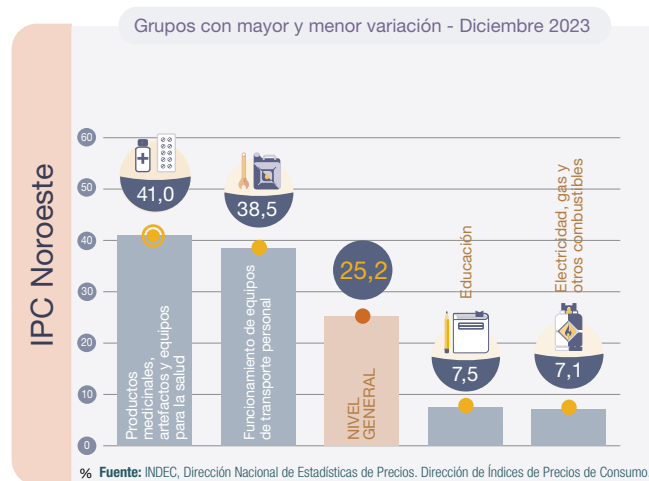 Grupos con mayor y menor variación - Diciembre 2023
IPC Noroeste
60
50
40
30
20
10
0
41,0
Productos
medicinales,
artefactos y equipos
para la salud
38,5
Funcionamiento de equipos
de transporte personal
25,2
NIVEL
GENERAL
Educación
7,5
Electricidad, gas y
otros combustibles
7,1
% Fuente: INDEC, Dirección Nacional de Estadísticas de Precios. Dirección de Índices de Precios de Consumo.